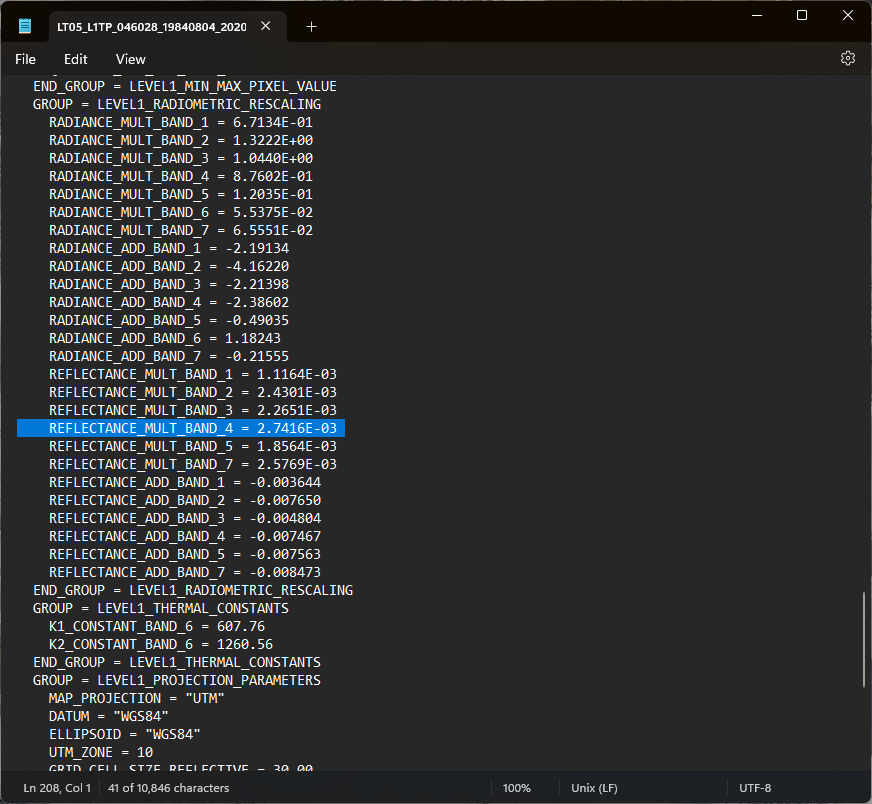 LT05_L1TP_046028_19840804_2020
File Edit View
END_GROUP = LEVEL1_MIN_MAX_PIXEL_VALUE
GROUP = LEVEL1_RADIOMETRIC_RESCALING
RADIANCE_MULT_BAND_1 = 6.7134E-01
RADIANCE_MULT_BAND_2 = 1.3222E+00
RADIANCE_MULT_BAND_3 = 1.0440E+00
RADIANCE_MULT_BAND_4 = 8.7602E-01
RADIANCE_MULT_BAND_5 = 1.2035E-01
RADIANCE_MULT_BAND_6 = 5.5375E-02
RADIANCE_MULT_BAND_7 = 6.5551E-02
RADIANCE_ADD_BAND_1 = -2.19134
RADIANCE_ADD_BAND_2 = -4.16220
RADIANCE_ADD_BAND_3 = -2.21398
RADIANCE_ADD_BAND_4 = -2.38602
RADIANCE_ADD_BAND_5 = -0.49035
RADIANCE_ADD_BAND_6 = 1.18243
RADIANCE_ADD_BAND_7 = -0.21555
REFLECTANCE_MULT_BAND_1 = 1.1164E-03
REFLECTANCE_MULT_BAND_2 = 2.4301E-03
REFLECTANCE_MULT_BAND_3 = 2.2651E-03
REFLECTANCE_MULT_BAND_4 = 2.7416E-03
REFLECTANCE_MULT_BAND_5 = 1.8564E-03
REFLECTANCE_MULT_BAND_7 = 2.5769E-03
REFLECTANCE_ADD_BAND_1 = -0.003644
REFLECTANCE_ADD_BAND_2 = -0.007650
REFLECTANCE_ADD_BAND_3 = -0.004804
REFLECTANCE_ADD_BAND_4 = -0.007467
REFLECTANCE_ADD_BAND_5 = -0.007563
REFLECTANCE_ADD_BAND_7 = -0.008473
END_GROUP = LEVEL1_RADIOMETRIC_RESCALING
GROUP = LEVEL1_THERMAL_CONSTANTS
K1_CONSTANT_BAND_6 = 607.76
K2_CONSTANT_BAND_6 = 1260.56
END_GROUP = LEVEL1_THERMAL_CONSTANTS
GROUP = LEVEL1_PROJECTION_PARAMETERS
MAP_PROJECTION = "UTM"
DATUM = "WGS84"
ELLIPSOID = "WGS84"
UTM_ZONE = 10
GRID_CELL_SIZE_REFLECTIVE = 30.00
Ln 208, Col 1 41 of 10,846 characters 100% Unix (LF) UTF-8